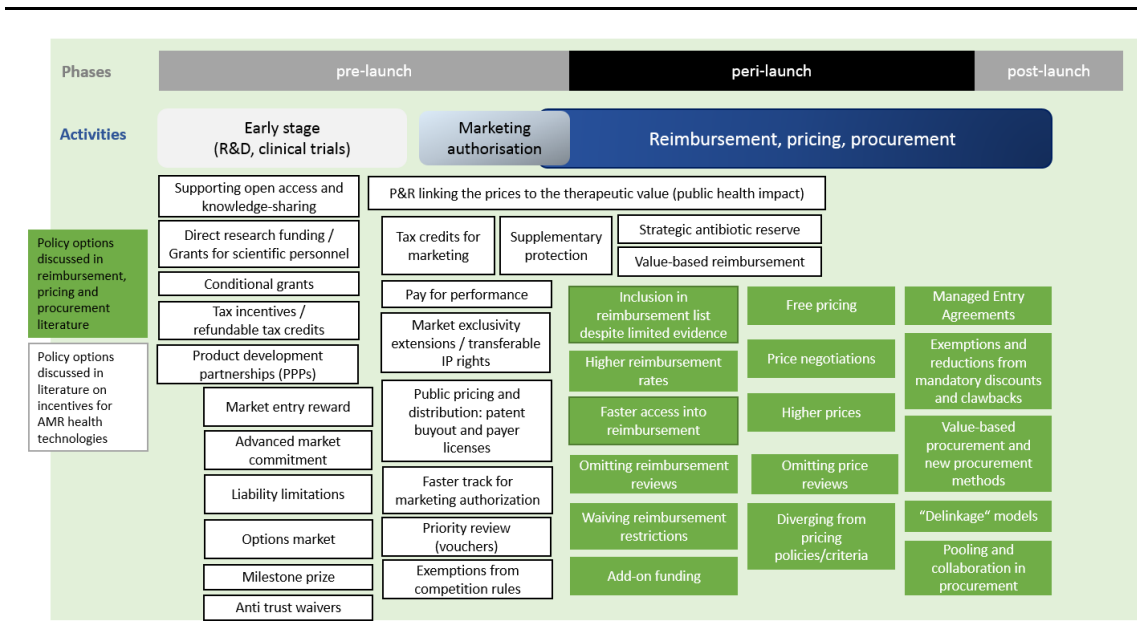 Phases
pre-launch
peri-launch
post-launch
Activities
Early stage
(R&D, clinical trials)
Marketing
authorisation
Reimbursement, pricing, procurement
Policy options
discussed in
reimbursement,
pricing and
procurement
literature
Policy options
discussed in
literature on
incentives for
AMR health
technologies
Supporting open access and
knowledge-sharing
Direct research funding /
Grants for scientific personnel
Conditional grants
Tax incentives /
refundable tax credits
Product development
partnerships (PPPs)
Market entry reward
Advanced market
commitment
Liability limitations
Options market
Milestone prize
Anti trust waivers
P&R linking the prices to the therapeutic value (public health impact)
Tax credits for
marketing
Supplementary
protection
Strategic antibiotic reserve
Value-based reimbursement
Pay for performance
Market exclusivity
extensions / transferable
IP rights
Public pricing and
distribution: patent
buyout and payer
licenses
Faster track for
marketing authorization
Priority review
(vouchers)
Exemptions from
competition rules
Inclusion in
reimbursement list
despite limited evidence
Higher reimbursement
rates
Faster access into
reimbursement
Omitting reimbursement
reviews
Waiving reimbursement
restrictions
Add-on funding
Free pricing
Price negotiations
Higher prices
Omitting price
reviews
Diverging from
pricing
policies/criteria
Managed Entry
Agreements
Exemptions and
reductions from
mandatory discounts
and clawbacks
Value-based
procurement and
new procurement
methods
“Delinkage“ models
Pooling and
collaboration in
procurement